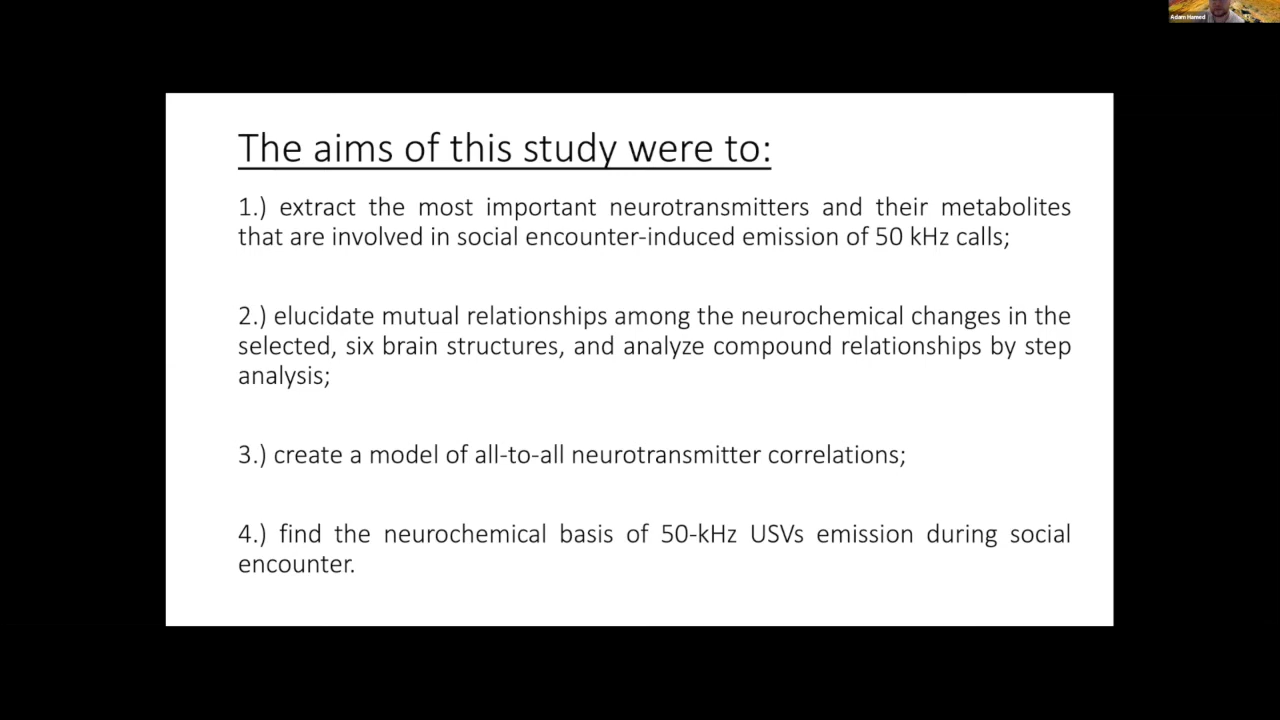 Adam Hamed
The aims of this study were to:
1.) extract the most important neurotransmitters and their metabolites
that are involved in social encounter-induced emission of 50 kHz calls;
2.) elucidate mutual relationships among the neurochemical changes in the
selected, six brain structures, and analyze compound relationships by step
analysis;
3.) create a model of all-to-all neurotransmitter correlations;
4.) find the neurochemical basis of 50-kHz USVs emission during social
encounter.